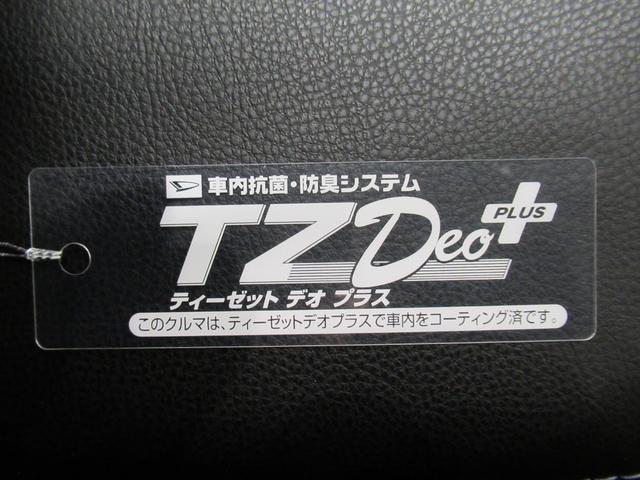 車内抗菌・防臭システム
TZ Deo PLUS
ティーゼット デオ プラス
このクルマは、ティーゼットデオプラスで車内をコーティング済です。